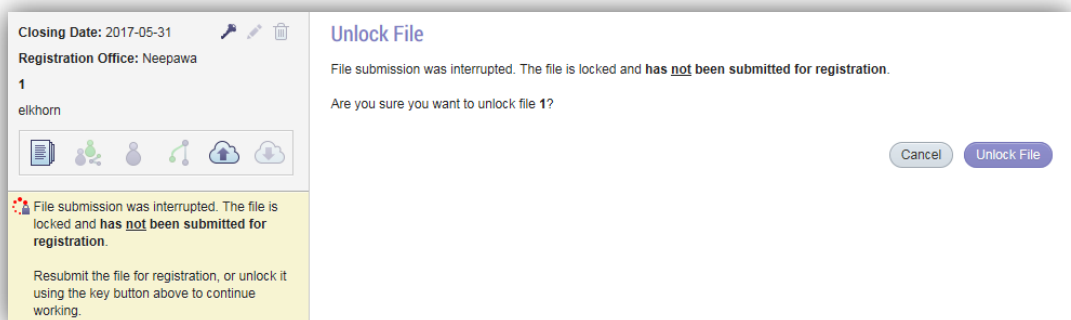 Closing Date: 2017-05-31
Registration Office: Neepawa
1
elkhorn
File submission was interrupted. The file is
locked and has not been submitted for
registration.
Resubmit the file for registration, or unlock it
using the key button above to continue
working.
Unlock File
File submission was interrupted. The file is locked and has not been submitted for registration.
Are you sure you want to unlock file 1?
Cancel
Unlock File